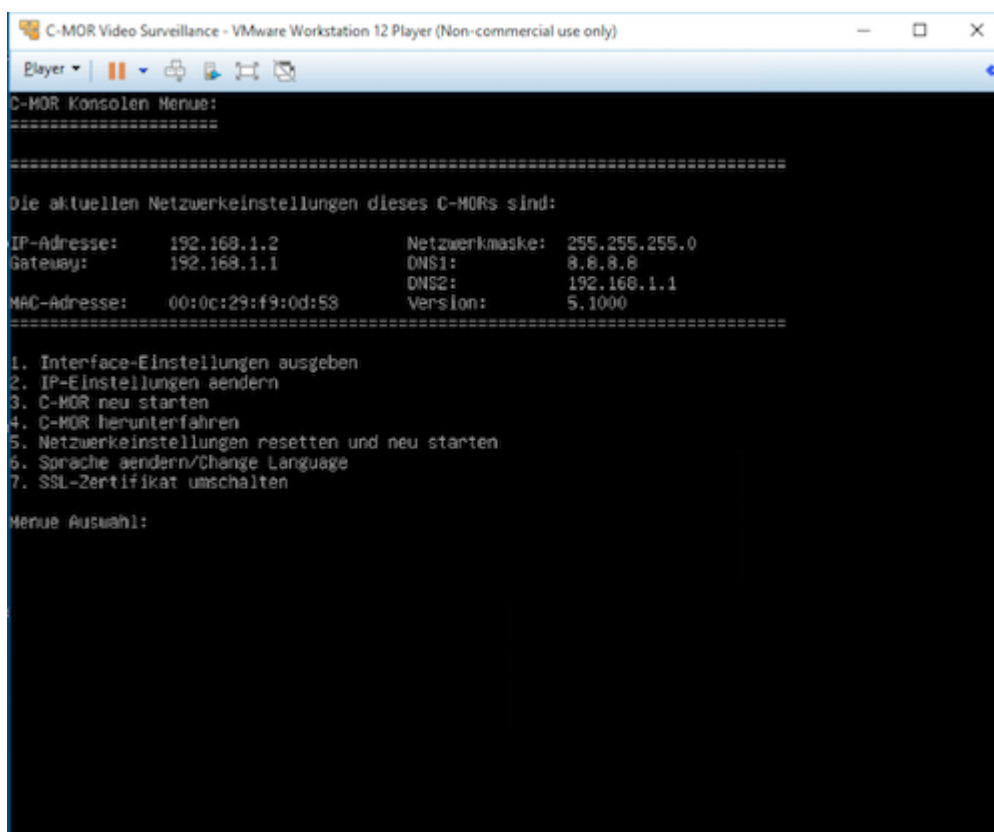 C-MOR Video Surveillance - VMware Workstation 12 Player (Non-commercial use only)
Player
C-MOR Konsolen Menue:
=====================
==============================================================================
Die aktuellen Netzwerkeinstellungen dieses C-MORs sind:
IP-Adresse: 192.168.1.2 Netzwerkmaske: 255.255.255.0
Gateway: 192.168.1.1 DNS1: 8.8.8.8
DNS2: 192.168.1.1
MAC-Adresse: 00:0c:29:f9:0d:53 Version: 5.1000
==============================================================================
1. Interface-Einstellungen ausgeben
2. IP-Einstellungen aendern
3. C-MOR neu starten
4. C-MOR herunterfahren
5. Netzwerkeinstellungen resetten und neu starten
6. Sprache aendern/Change Language
7. SSL-Zertifikat umschalten
Menue Auswahl: